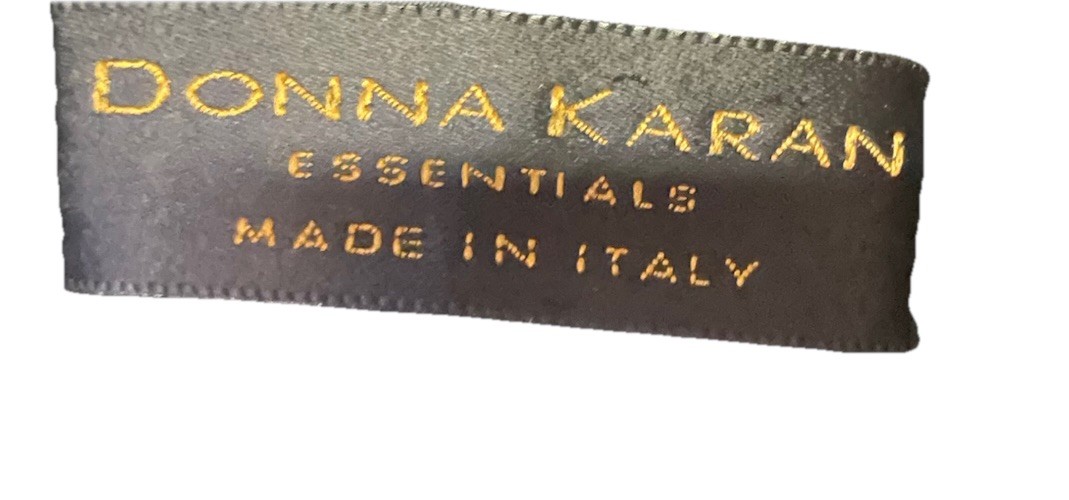 DONNA KARAN
ESSENTIALS
MADE IN ITALY